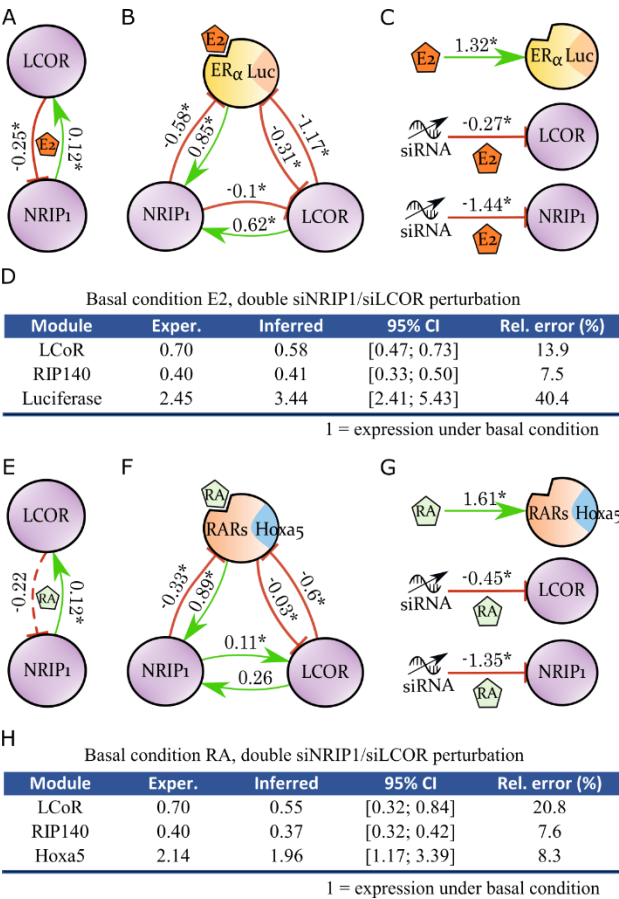 A
LCOR
-0.25*
E2
0.12*
NRIP1
B
E2
ERα Luc
-0.58*
0.85*
-1.17*
-0.31*
NRIP1
-0.1*
0.62*
LCOR
C
E2
1.32*
ERα Luc
siRNA
-0.27*
E2
LCOR
siRNA
-1.44*
E2
NRIP1
D
Basal condition E2, double siNRIP1/siLCOR perturbation
Module Exper. Inferred 95% CI Rel. error (%)
LCoR 0.70 0.58 [0.47; 0.73] 13.9
RIP140 0.40 0.41 [0.33; 0.50] 7.5
Luciferase 2.45 3.44 [2.41; 5.43] 40.4
1 = expression under basal condition
E
LCOR
-0.22
RA
0.12*
NRIP1
F
RA
RARs Hoxa5
-0.33*
0.89*
-0.6*
-0.03*
NRIP1
0.11*
0.26
LCOR
G
RA
1.61*
RARs Hoxa5
siRNA
-0.45*
RA
LCOR
siRNA
-1.35*
RA
NRIP1
H
Basal condition RA, double siNRIP1/siLCOR perturbation
Module Exper. Inferred 95% CI Rel. error (%)
LCoR 0.70 0.55 [0.32; 0.84] 20.8
RIP140 0.40 0.37 [0.32; 0.42] 7.6
Hoxa5 2.14 1.96 [1.17; 3.39] 8.3
1 = expression under basal condition